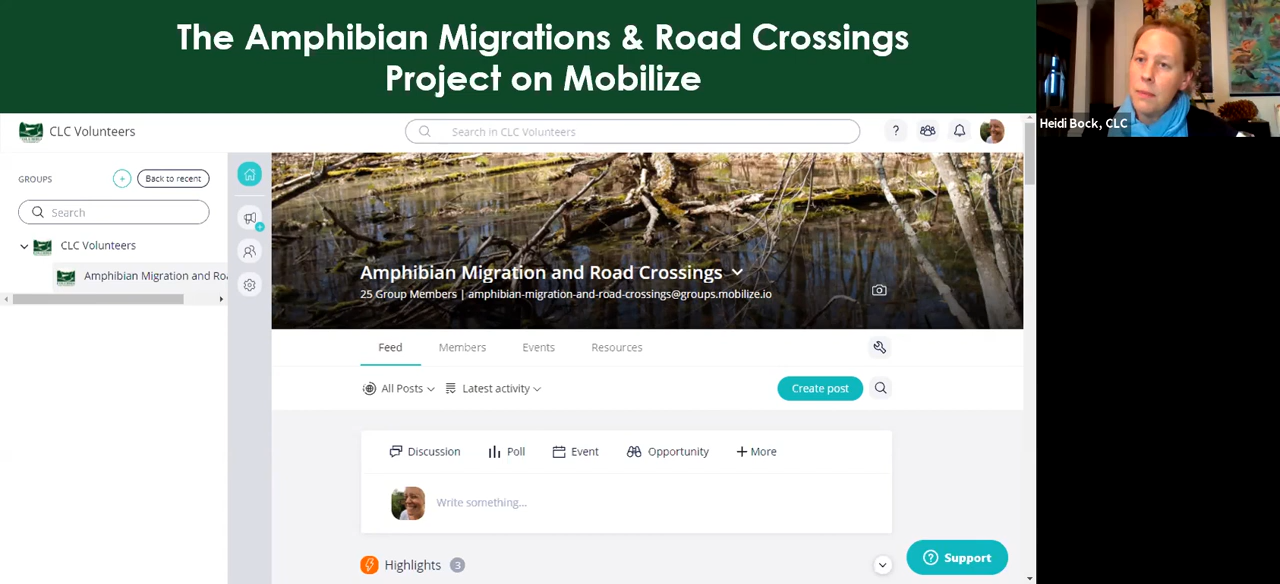 The Amphibian Migrations & Road Crossings
Project on Mobilize
Heidi Bock, CLC
CLC Volunteers
Search in CLC Volunteers
?
GROUPS
+
Back to recent
Search
CLC Volunteers
Amphibian Migration and Ro
Amphibian Migration and Road Crossings
25 Group Members | amphibian-migration-and-road-crossings@groups.mobilize.io
Feed
Members
Events
Resources
All Posts
Latest activity
Create post
Discussion
Poll
Event
Opportunity
+ More
Write something...
Highlights
3
? Support